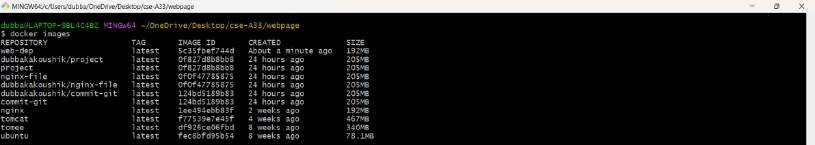 MINGW64:/c/Users/dubba/OneDrive/Desktop/cse-A33/webpage
dubba@LAPTOP-9BL4C4B2 MINGW64 ~/OneDrive/Desktop/cse-A33/webpage
$ docker images
REPOSITORY TAG IMAGE ID CREATED SIZE
web-dep latest 5c35fbef744d About a minute ago 192MB
dubbakakoushik/project latest 0f827d8b8bb8 24 hours ago 205MB
project latest 0f827d8b8bb8 24 hours ago 205MB
nginx-file latest 0f0f47785875 24 hours ago 205MB
dubbakakoushik/nginx-file latest 0f0f47785875 24 hours ago 205MB
dubbakakoushik/commit-git latest 124bd5189b83 24 hours ago 205MB
commit-git latest 124bd5189b83 24 hours ago 205MB
nginx latest 1ee494ebb83f 2 weeks ago 192MB
tomcat latest f77539e7e45f 4 weeks ago 467MB
tomee latest df926ce06fbd 8 weeks ago 340MB
ubuntu latest fec8bfd95b54 8 weeks ago 78.1MB